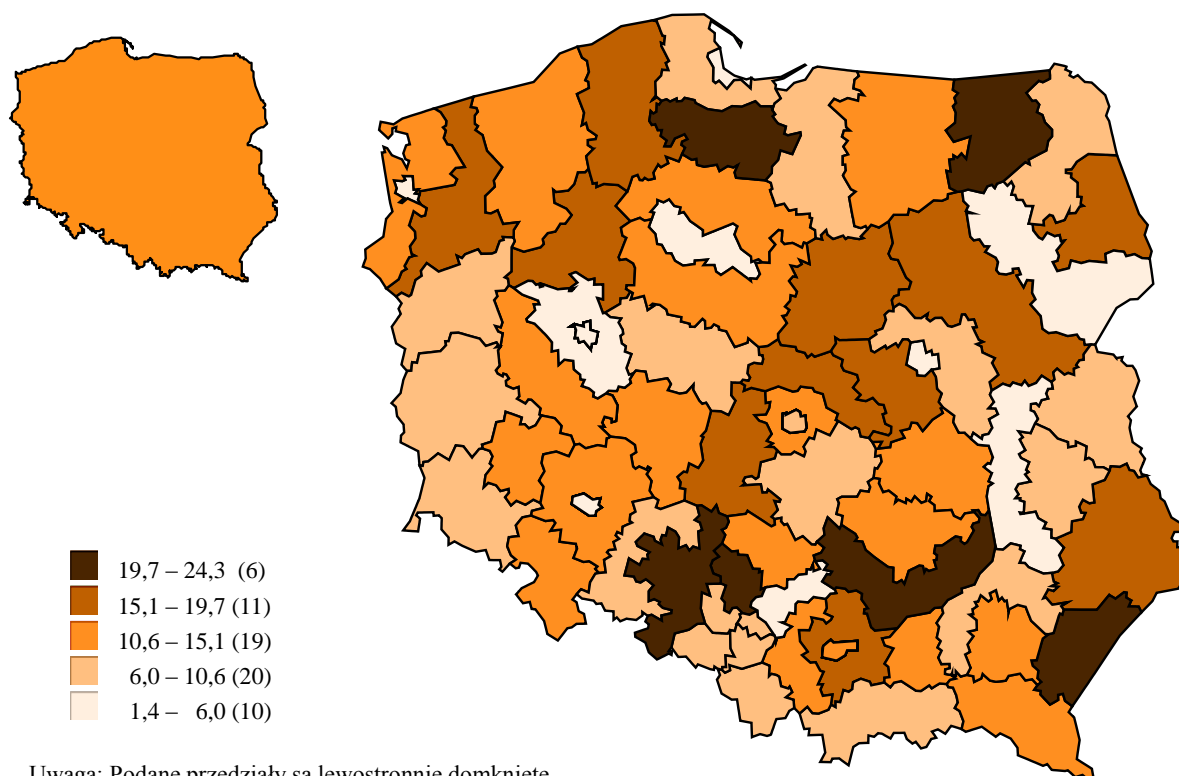 19,7 – 24,3 (6)
15,1 – 19,7 (11)
10,6 – 15,1 (19)
6,0 – 10,6 (20)
1,4 – 6,0 (10)
Uwaga: Podane przedziały są lewostronnie domknięte